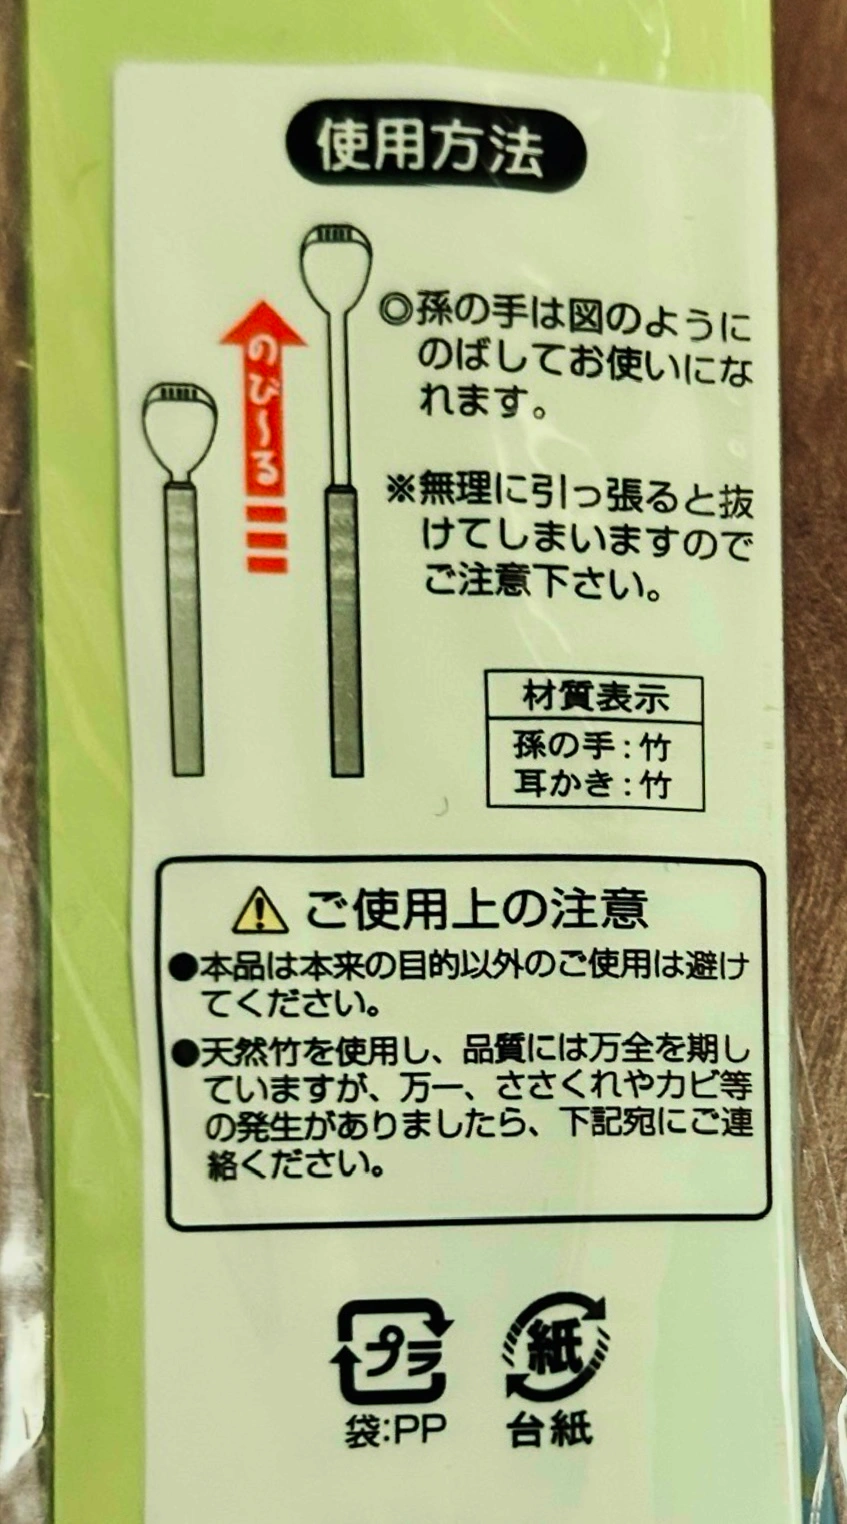 使用方法
のび〜る
◎孫の手は図のように
のばしてお使いにな
れます。
※無理に引っ張ると抜
けてしまいますので
ご注意下さい。
材質表示
孫の手:竹
耳かき:竹
ご使用上の注意
●本品は本来の目的以外のご使用は避け
てください。
●天然竹を使用し、品質には万全を期し
ていますが、万一、ささくれやカビ等
の発生がありましたら、下記宛にご連
絡ください。
プラ
紙
袋:PP
台紙